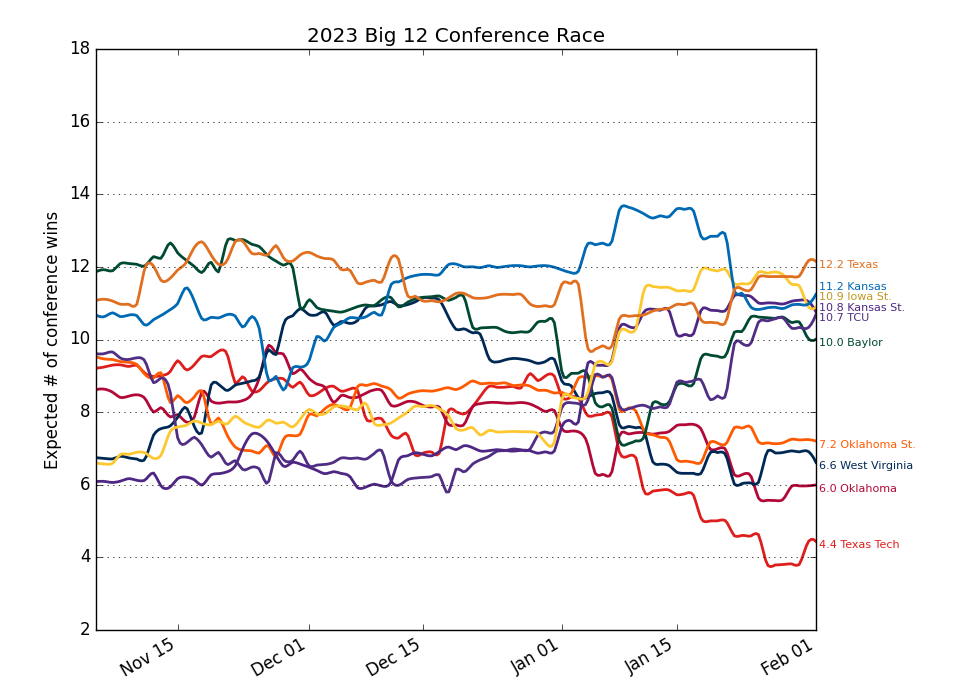 2023 Big 12 Conference Race
Expected # of conference wins
18
16
14
12
10
8
6
4
2
12.2 Texas
11.2 Kansas
10.9 Iowa St.
10.8 Kansas St.
10.7 TCU
10.0 Baylor
7.2 Oklahoma St.
6.6 West Virginia
6.0 Oklahoma
4.4 Texas Tech
Nov 15
Dec 01
Dec 15
Jan 01
Jan 15
Feb 01